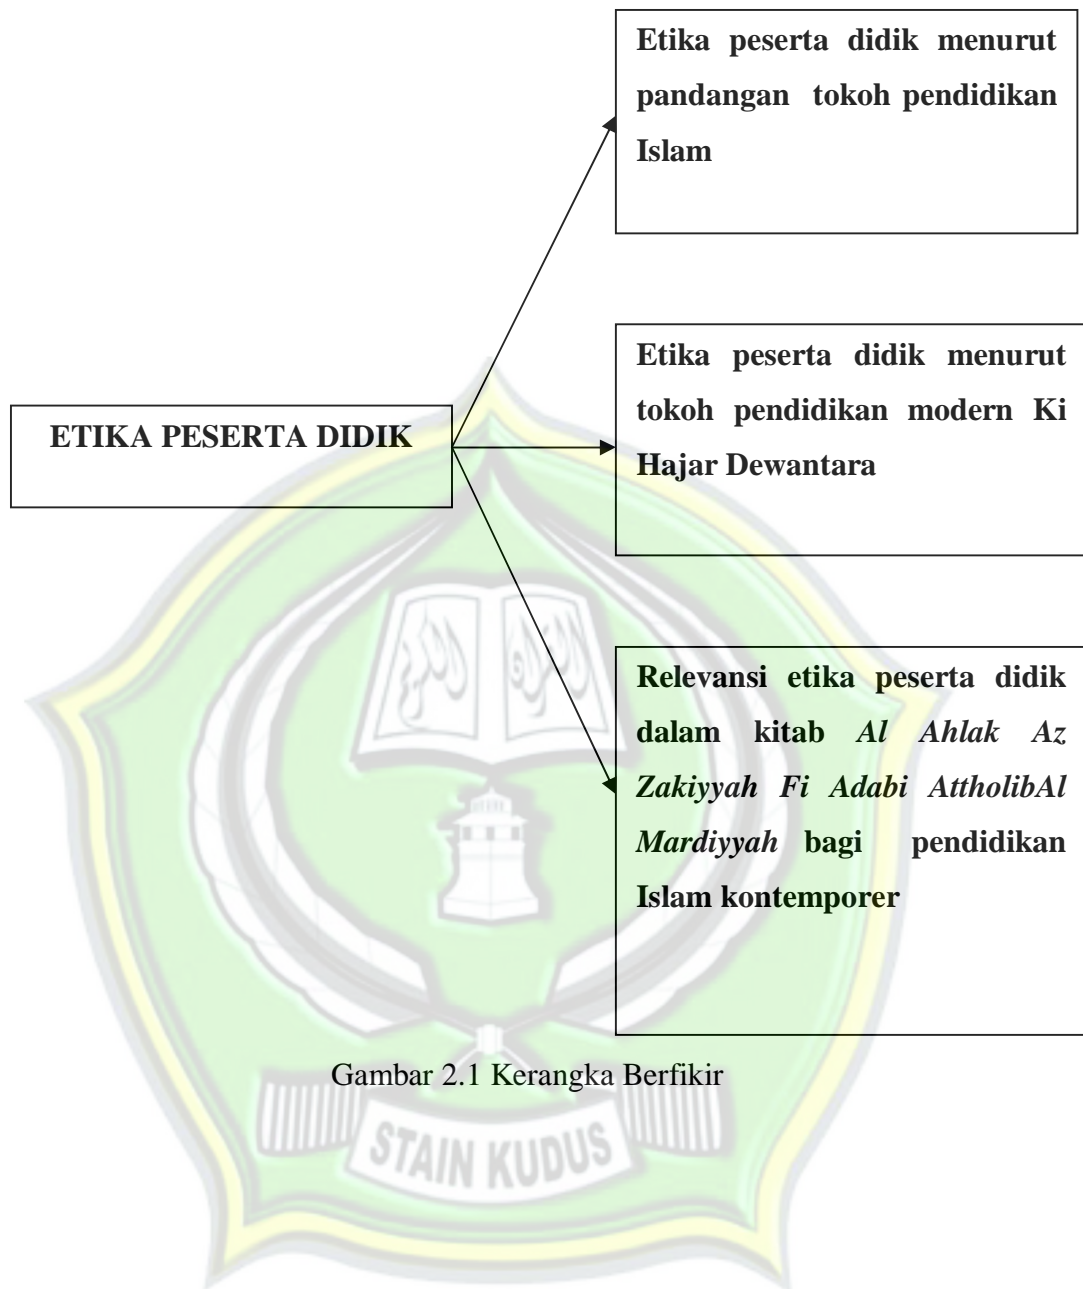 Etika peserta didik menurut
pandangan tokoh pendidikan
Islam
ETIKA PESERTA DIDIK
Etika peserta didik menurut
tokoh pendidikan modern Ki
Hajar Dewantara
Relevansi etika peserta didik
dalam kitab Al Ahlak Az
Zakiyyah Fi Adabi AttholibAl
Mardiyyah bagi pendidikan
Islam kontemporer
Gambar 2.1 Kerangka Berfikir
STAIN KUDUS